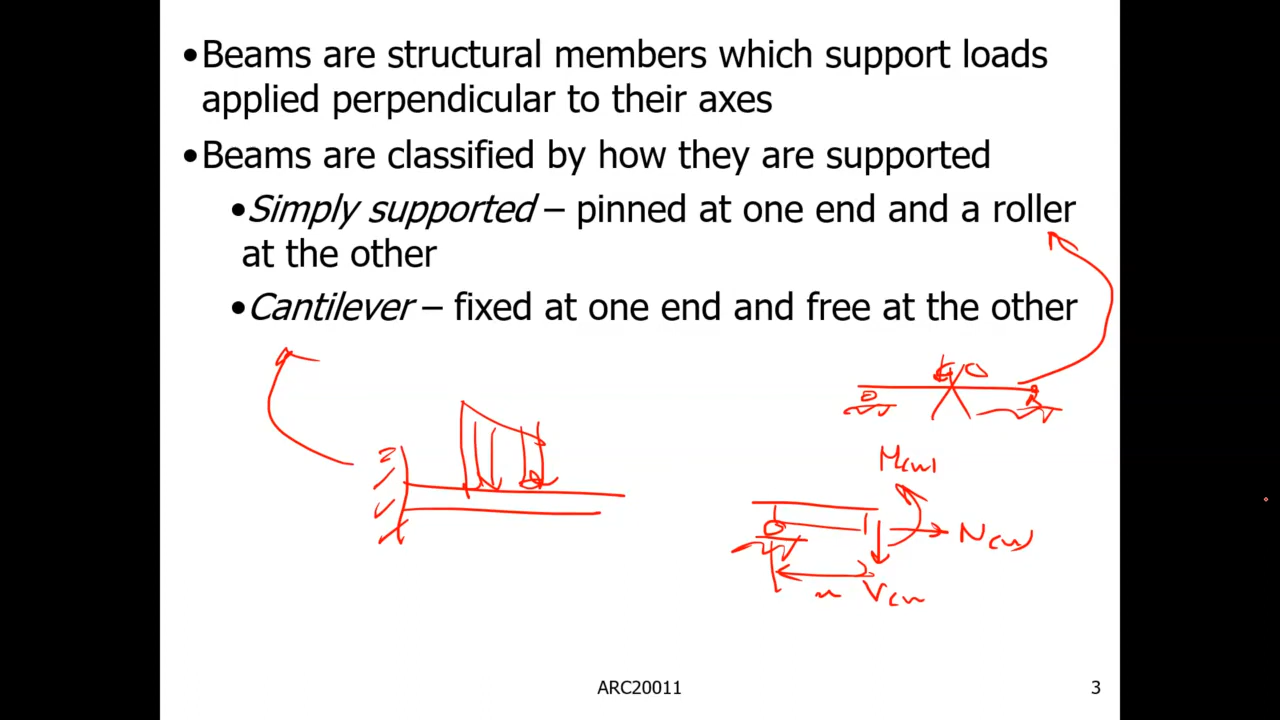 •Beams are structural members which support loads
applied perpendicular to their axes
•Beams are classified by how they are supported
•Simply supported – pinned at one end and a roller
at the other
•Cantilever – fixed at one end and free at the other
ARC20011
3